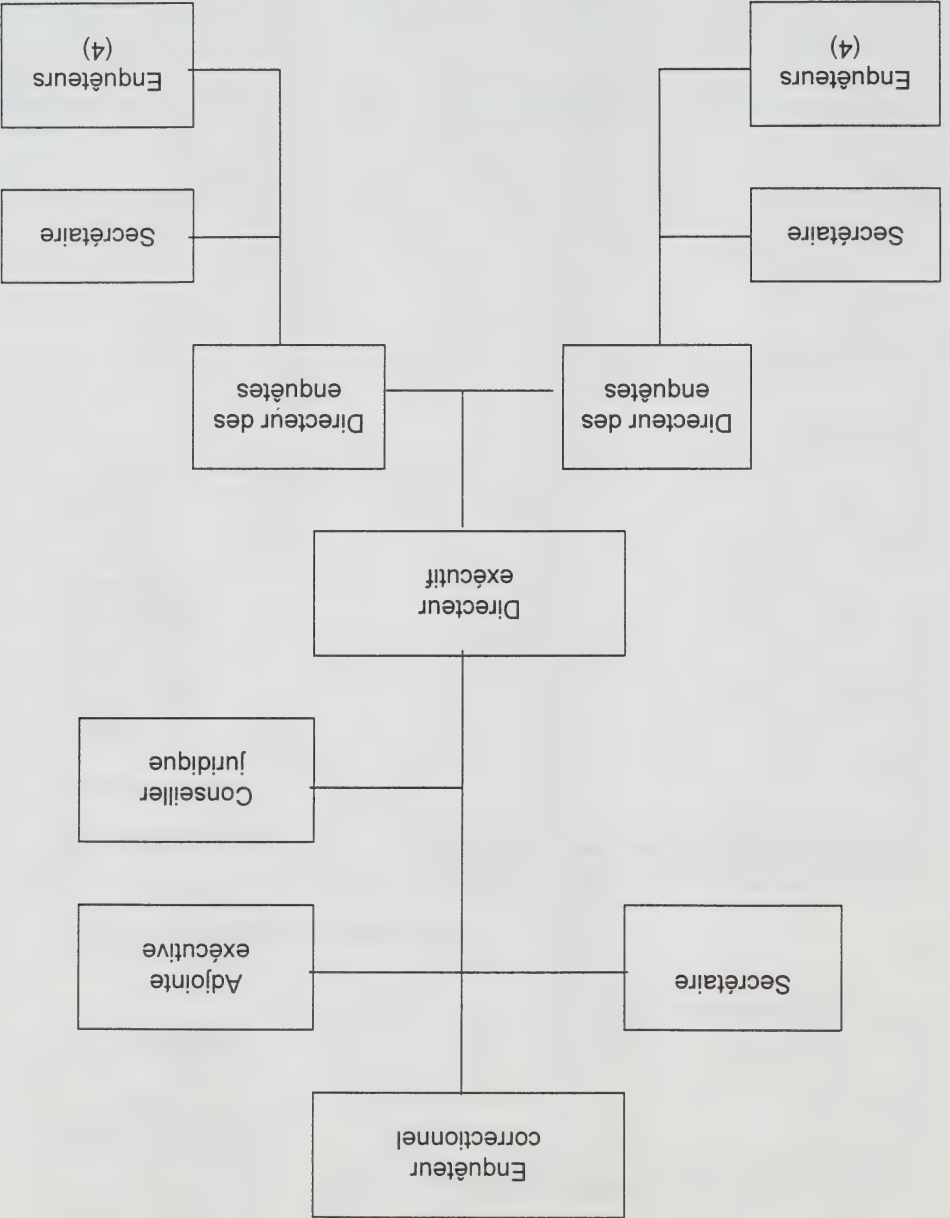 Enquêteur
correctionnel
Secrétaire
Adjointe
exécutive
Conseiller
juridique
Directeur
exécutif
Directeur des
enquêtes
Directeur des
enquêtes
Secrétaire
Secrétaire
Enquêteurs
(4)
Enquêteurs
(4)